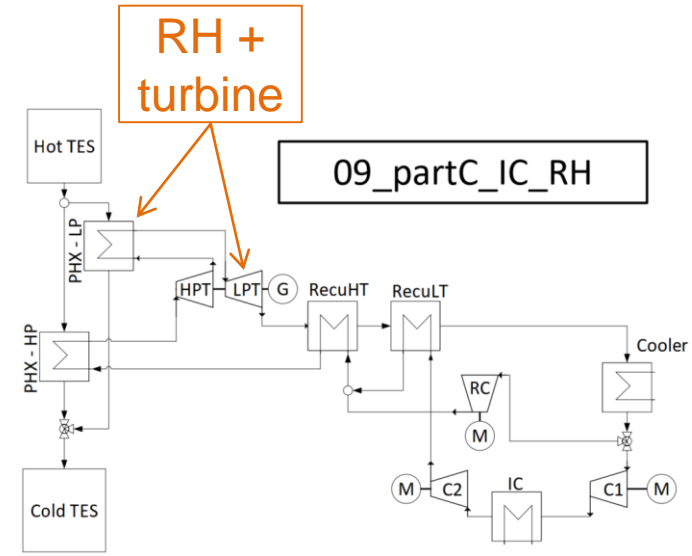 RH +
turbine
Hot TES
09_partC_IC_RH
PHX - LP
HPT
LPT
G
RecuHT
RecuLT
PHX - HP
Cooler
RC
M
M
C2
IC
C1
M
Cold TES